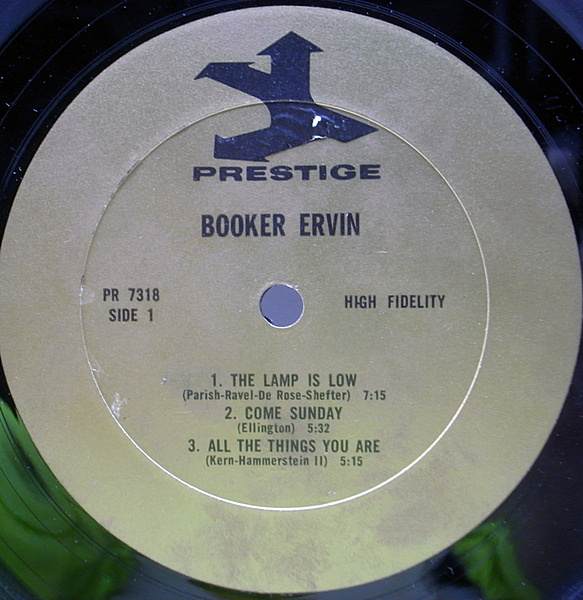 PRESTIGE
BOOKER ERVIN
PR 7318
SIDE 1
HIGH FIDELITY
1. THE LAMP IS LOW
(Parish-Ravel-De Rose-Shefter) 7:15
2. COME SUNDAY
(Ellington) 5:32
3. ALL THE THINGS YOU ARE
(Kern-Hammerstein II) 5:15